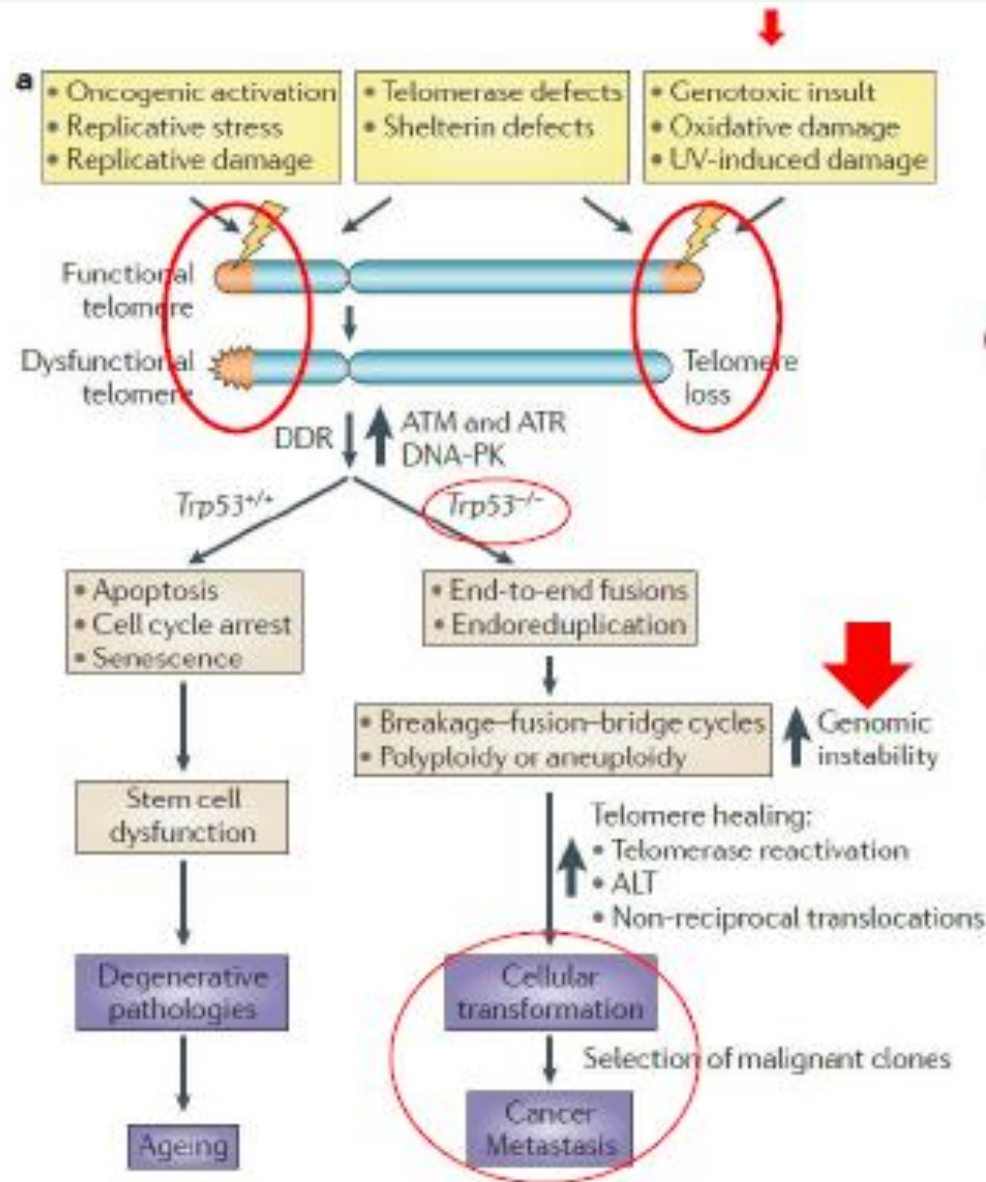 a
• Oncogenic activation
• Replicative stress
• Replicative damage
• Telomerase defects
• Shelterin defects
• Genotoxic insult
• Oxidative damage
• UV-induced damage
Functional
telomere
Dysfunctional
telomere
Telomere
loss
DDR
ATM and ATR
DNA-PK
Trp53+/+
Trp53−/−
• Apoptosis
• Cell cycle arrest
• Senescence
• End-to-end fusions
• Endoreduplication
• Breakage–fusion–bridge cycles
• Polyploidy or aneuploidy
Genomic
instability
Stem cell
dysfunction
Telomere healing:
• Telomerase reactivation
• ALT
• Non-reciprocal translocations
Degenerative
pathologies
Cellular
transformation
Selection of malignant clones
Ageing
Cancer
Metastasis